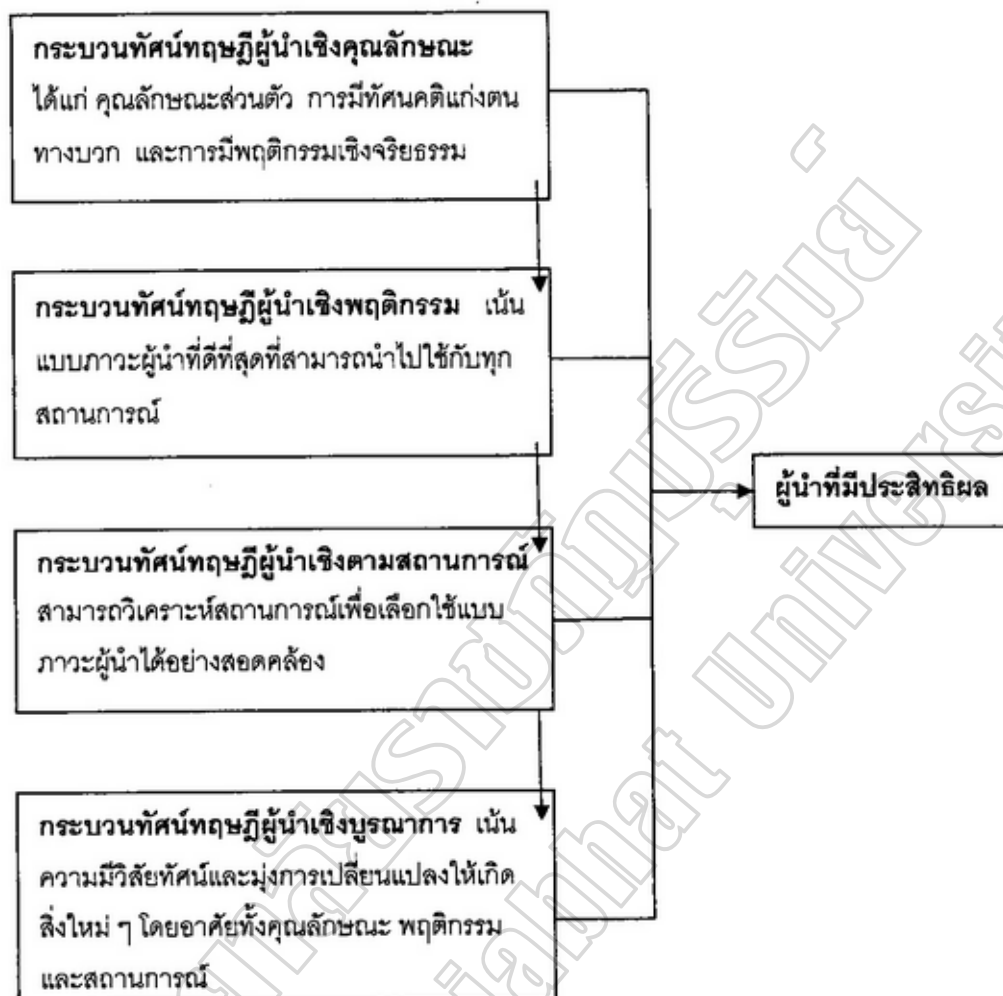 กระบวนทัศน์ทฤษฎีผู้นำเชิงคุณลักษณะ
ได้แก่ คุณลักษณะส่วนตัว การมีทัศนคติแก่งตน
ทางบวก และการมีพฤติกรรมเชิงจริยธรรม
กระบวนทัศน์ทฤษฎีผู้นำเชิงพฤติกรรม เน้น
แบบภาวะผู้นำที่ดีที่สุดที่สามารถนำไปใช้กับทุก
สถานการณ์
กระบวนทัศน์ทฤษฎีผู้นำเชิงตามสถานการณ์
สามารถวิเคราะห์สถานการณ์เพื่อเลือกใช้แบบ
ภาวะผู้นำได้อย่างสอดคล้อง
กระบวนทัศน์ทฤษฎีผู้นำเชิงบูรณาการ เน้น
ความมีวิสัยทัศน์และมุ่งการเปลี่ยนแปลงให้เกิด
สิ่งใหม่ ๆ โดยอาศัยทั้งคุณลักษณะ พฤติกรรม
และสถานการณ์
ผู้นำที่มีประสิทธิผล